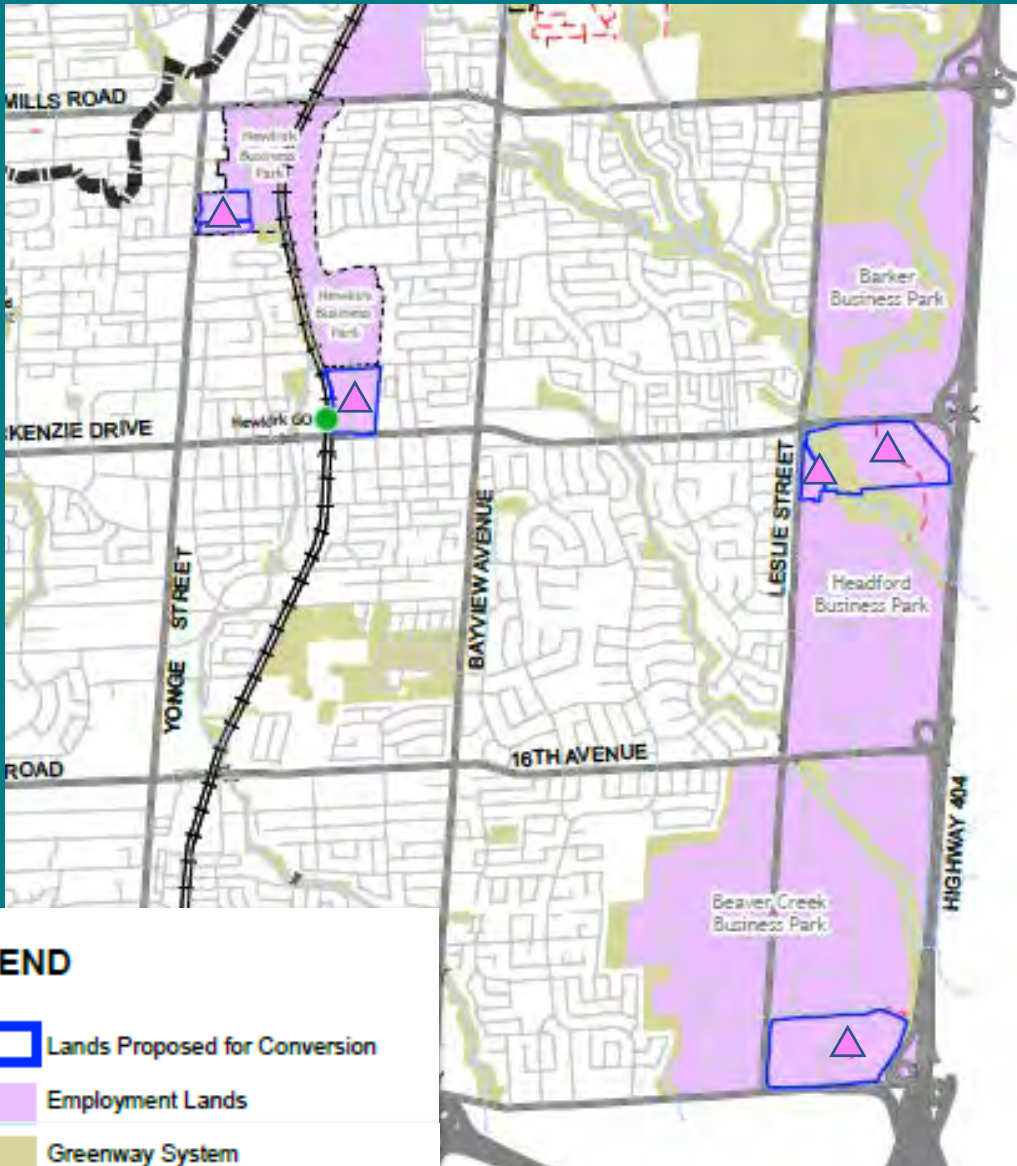 MILLS ROAD
Newkirk
Business
Park
Barker
Business Park
Newkirk
Business
Park
Newkirk GO
KENZIE DRIVE
LESLIE STREET
BAYVIEW AVENUE
YONGE STREET
Headford
Business Park
ROAD
16TH AVENUE
HIGHWAY 404
Beaver Creek
Business Park
END
Lands Proposed for Conversion
Employment Lands
Greenway System